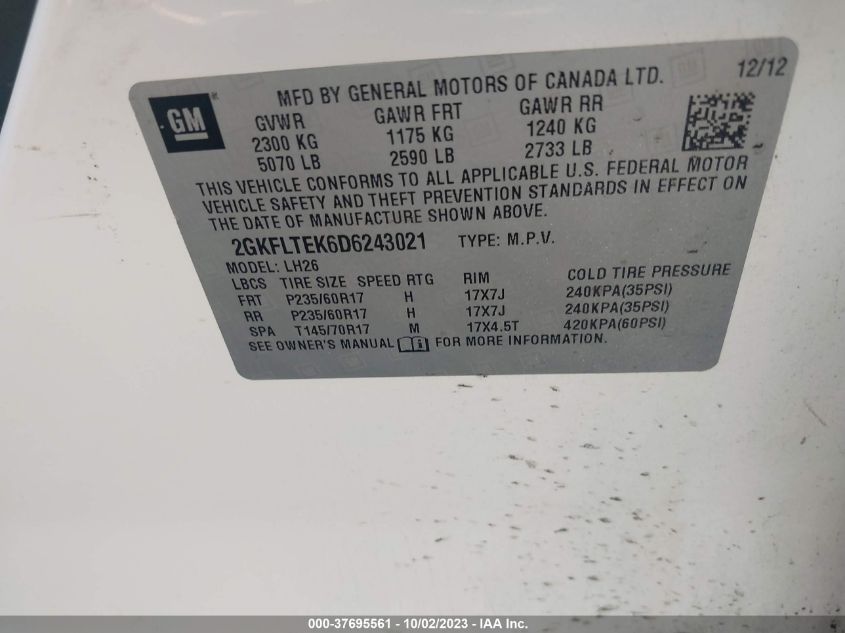 MFD BY GENERAL MOTORS OF CANADA LTD. 12/12
GM
GVWR GAWR FRT GAWR RR
2300 KG 1175 KG 1240 KG
5070 LB 2590 LB 2733 LB
THIS VEHICLE CONFORMS TO ALL APPLICABLE U.S. FEDERAL MOTOR
VEHICLE SAFETY AND THEFT PREVENTION STANDARDS IN EFFECT ON
THE DATE OF MANUFACTURE SHOWN ABOVE.
2GKFLTEK6D6243021 TYPE: M.P.V.
MODEL: LH26
LBCS TIRE SIZE SPEED RTG RIM COLD TIRE PRESSURE
FRT P235/60R17 H 17X7J 240KPA(35PSI)
RR P235/60R17 H 17X7J 240KPA(35PSI)
SPA T145/70R17 M 17X4.5T 420KPA(60PSI)
SEE OWNER'S MANUAL FOR MORE INFORMATION.
000-37695561 - 10/02/2023 - IAA Inc.